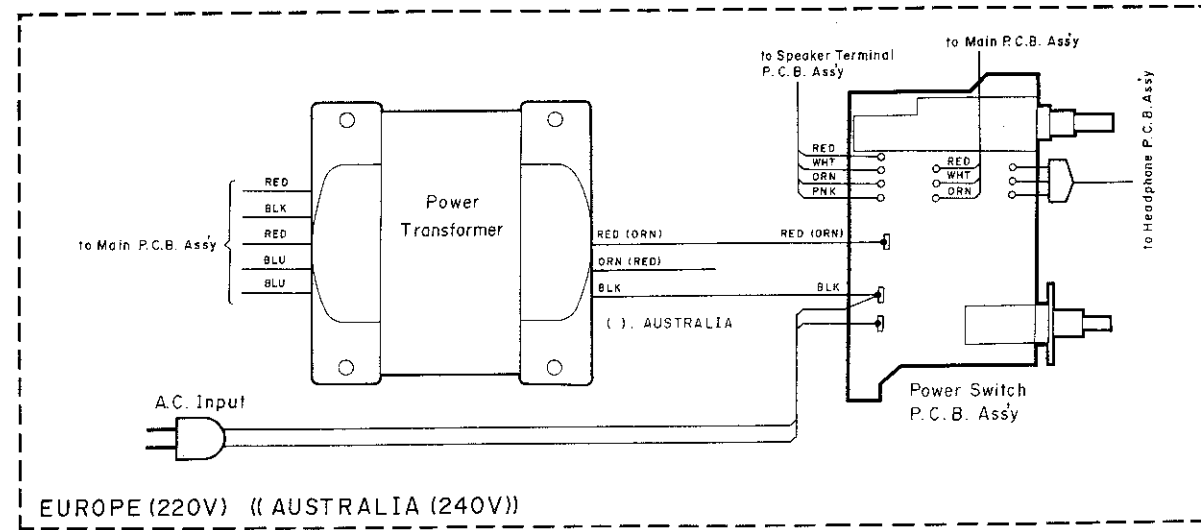 to Main P.C.B. Ass'y
to Speaker Terminal
P.C.B. Ass'y
to Headphone P.C.B. Ass'y
RED
WHT
ORN
PNK
RED
WHT
ORN
RED
BLK
RED
BLU
BLU
to Main P.C.B. Ass'y
Power
Transformer
RED (ORN)
RED (ORN)
ORN (RED)
BLK
BLK
( ). AUSTRALIA
Power Switch
P.C.B. Ass'y
A.C. Input
EUROPE (220V) (( AUSTRALIA (240V))